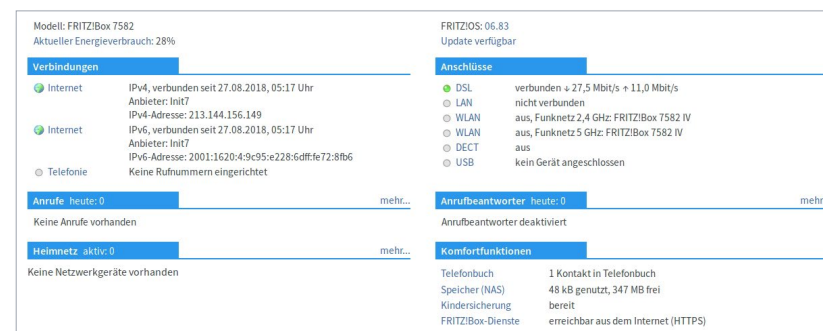 Modell: FRITZ!Box 7582
Aktueller Energieverbrauch: 28%
FRITZ!OS: 06.83
Update verfügbar
Verbindungen
Internet IPv4, verbunden seit 27.08.2018, 05:17 Uhr
Anbieter: Init7
IPv4-Adresse: 213.144.156.149
Internet IPv6, verbunden seit 27.08.2018, 05:17 Uhr
Anbieter: Init7
IPv6-Adresse: 2001:1620:4:9c95:e228:6dff:fe72:8fb6
Telefonie Keine Rufnummern eingerichtet
Anschlüsse
DSL verbunden ↓ 27,5 Mbit/s ↑ 11,0 Mbit/s
LAN nicht verbunden
WLAN aus, Funknetz 2,4 GHz: FRITZ!Box 7582 IV
WLAN aus, Funknetz 5 GHz: FRITZ!Box 7582 IV
DECT aus
USB kein Gerät angeschlossen
Anrufe heute: 0 mehr...
Keine Anrufe vorhanden
Anrufbeantworter heute: 0 mehr
Anrufbeantworter deaktiviert
Heimnetz aktiv: 0 mehr...
Keine Netzwerkgeräte vorhanden
Komfortfunktionen
Telefonbuch 1 Kontakt in Telefonbuch
Speicher (NAS) 48 kB genutzt, 347 MB frei
Kindersicherung bereit
FRITZ!Box-Dienste erreichbar aus dem Internet (HTTPS)